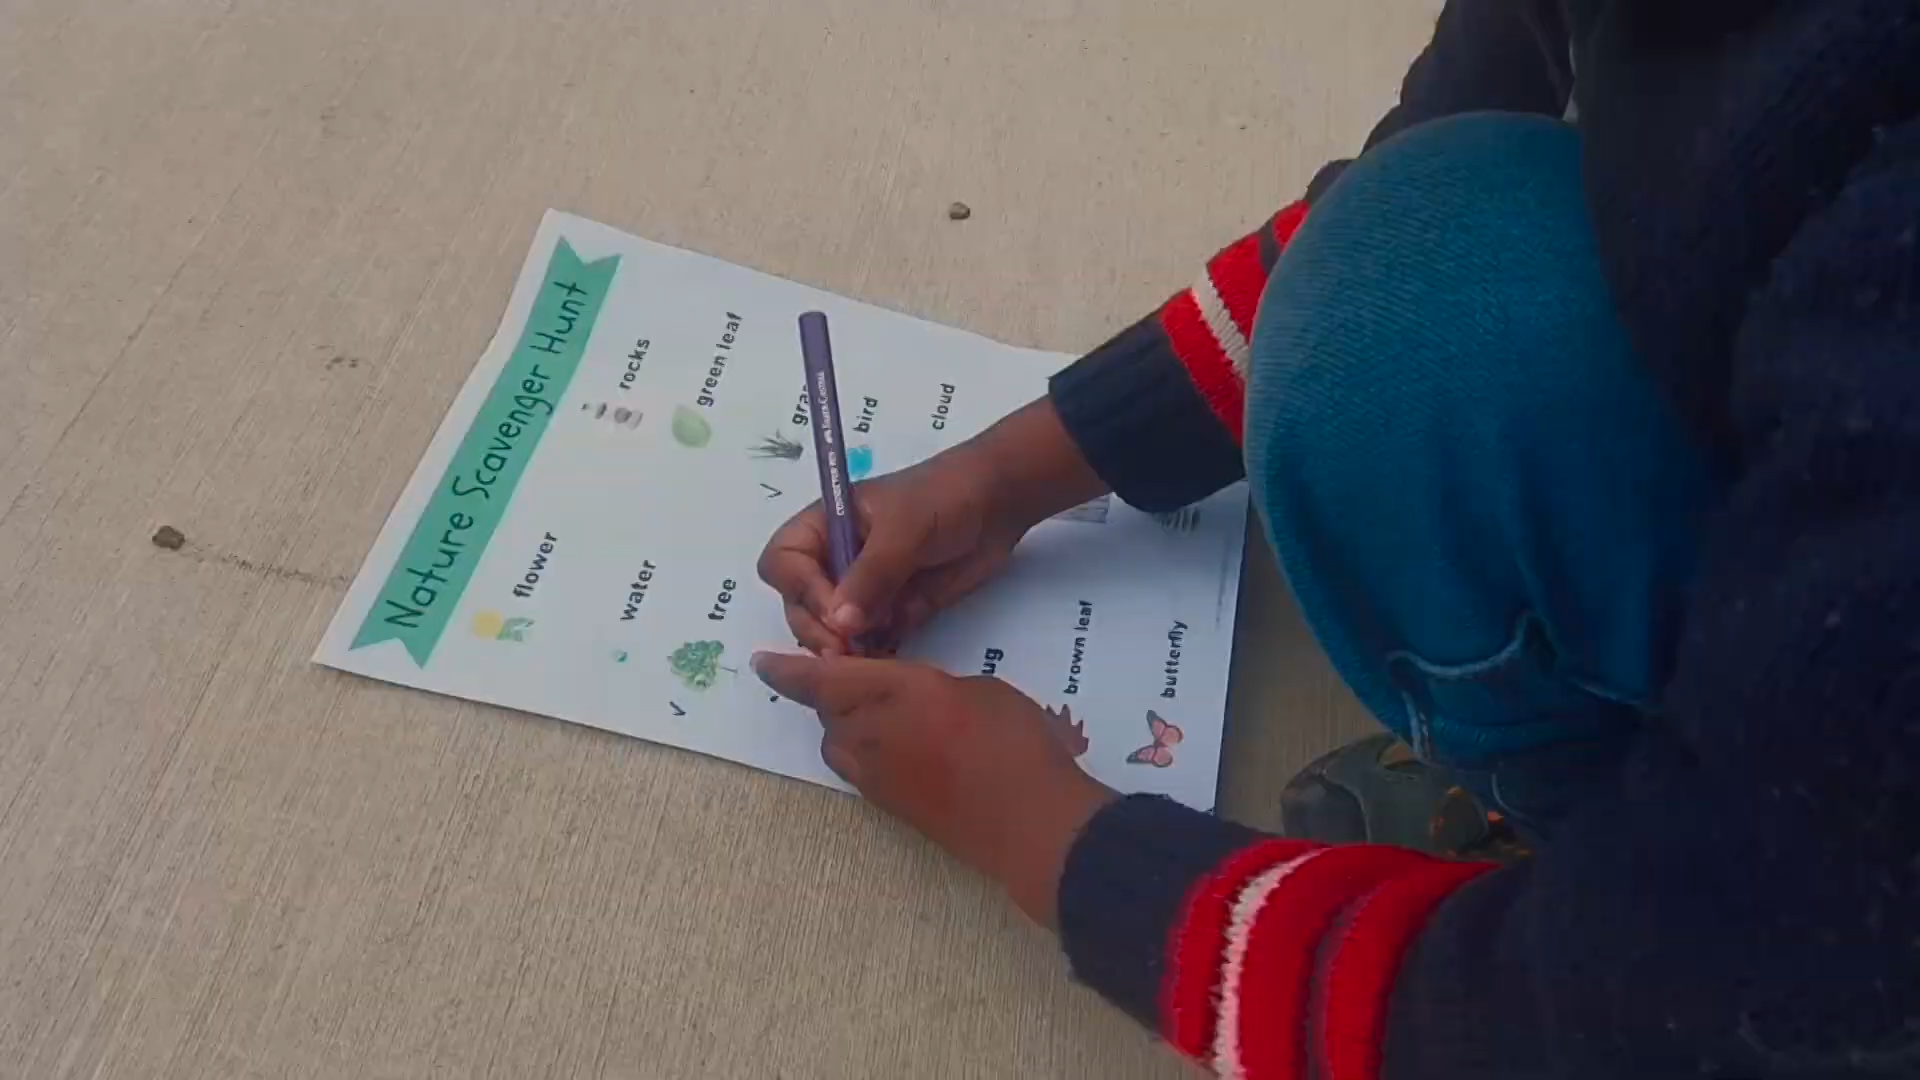 Nature Scavenger Hunt
flower
rocks
water
green leaf
tree
bird
cloud
brown leaf
butterfly